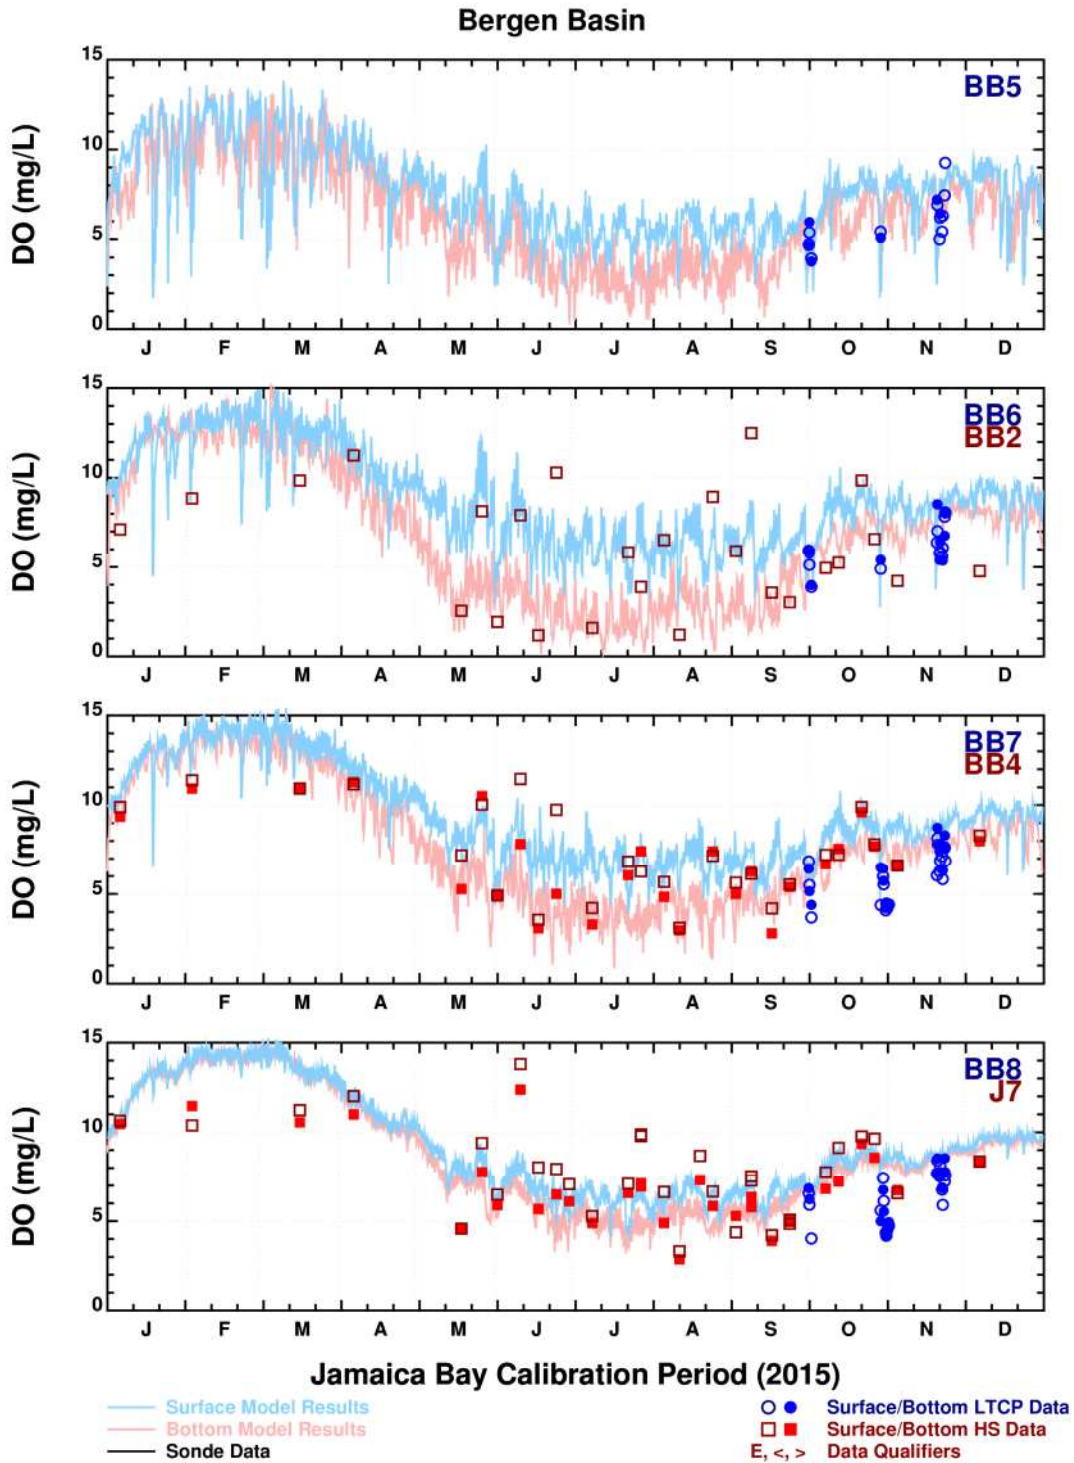 Bergen Basin
15
10
5
0
DO (mg/L)
BB5
J F M A M J J A S O N D
15
10
5
0
DO (mg/L)
BB6
BB2
J F M A M J J A S O N D
15
10
5
0
DO (mg/L)
BB7
BB4
J F M A M J J A S O N D
15
10
5
0
DO (mg/L)
BB8
J7
J F M A M J J A S O N D
Jamaica Bay Calibration Period (2015)
Surface Model Results
Bottom Model Results
Sonde Data
Surface/Bottom LTCP Data
Surface/Bottom HS Data
E, <, > Data Qualifiers